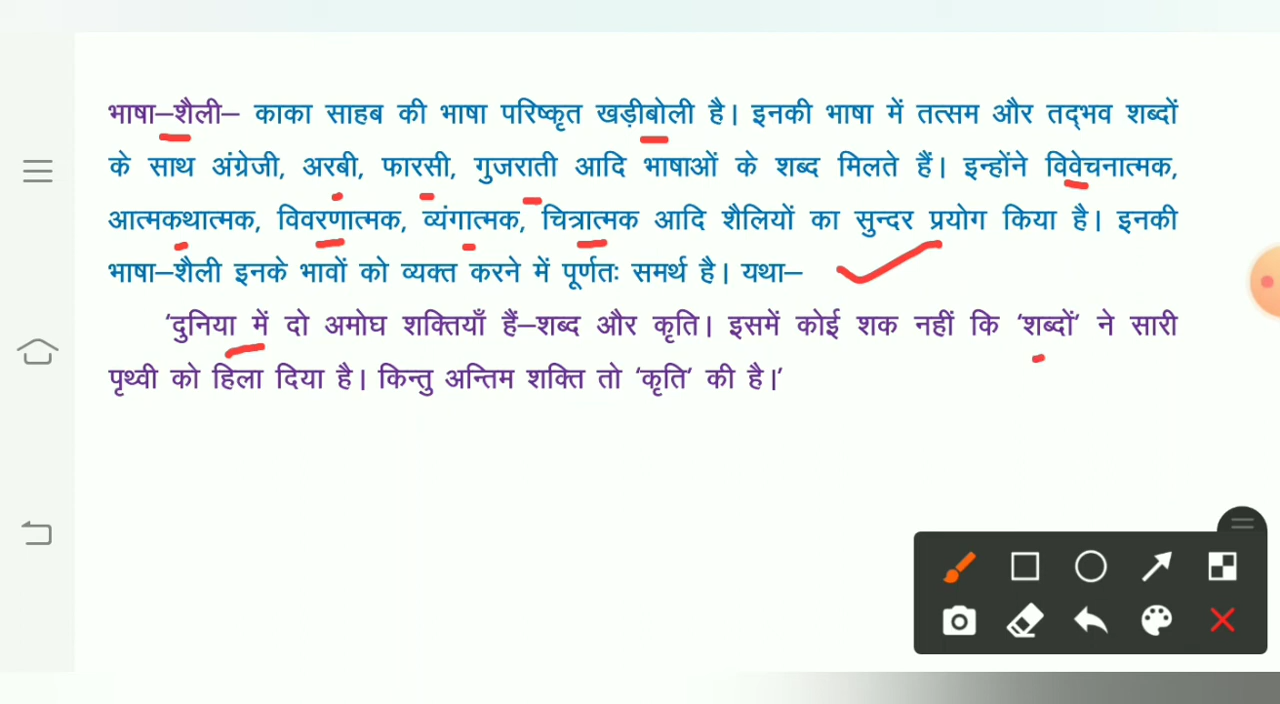 भाषा–शैली– काका साहब की भाषा परिष्कृत खड़ीबोली है। इनकी भाषा में तत्सम और तद्भव शब्दों
के साथ अंग्रेजी, अरबी, फारसी, गुजराती आदि भाषाओं के शब्द मिलते हैं। इन्होंने विवेचनात्मक,
आत्मकथात्मक, विवरणात्मक, व्यंगात्मक, चित्रात्मक आदि शैलियों का सुन्दर प्रयोग किया है। इनकी
भाषा–शैली इनके भावों को व्यक्त करने में पूर्णतः समर्थ है। यथा–
‘दुनिया में दो अमोघ शक्तियाँ हैं–शब्द और कृति। इसमें कोई शक नहीं कि ‘शब्दों’ ने सारी
पृथ्वी को हिला दिया है। किन्तु अन्तिम शक्ति तो ‘कृति’ की है।’